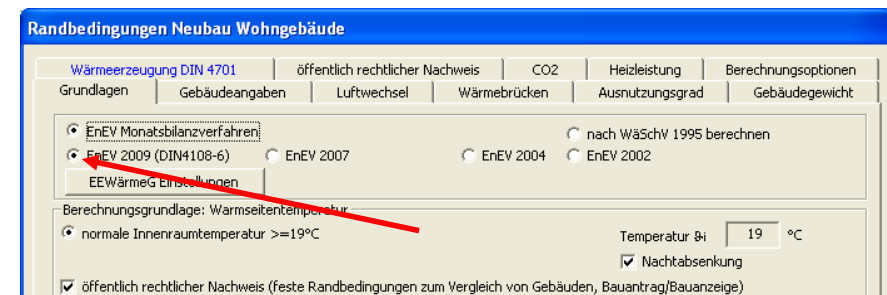 Randbedingungen Neubau Wohngebäude
Wärmeerzeugung DIN 4701 öffentlich rechtlicher Nachweis CO2 Heizleistung Berechnungsoptionen
Grundlagen Gebäudeangaben Luftwechsel Wärmebrücken Ausnutzungsgrad Gebäudegewicht
EnEV Monatsbilanzverfahren nach WäSchV 1995 berechnen
EnEV 2009 (DIN4108-6) EnEV 2007 EnEV 2004 EnEV 2002
EEWärmeG Einstellungen
Berechnungsgrundlage: Warmseitentemperatur
normale Innenraumtemperatur >=19°C Temperatur ϑi 19 °C
Nachtabsenkung
öffentlich rechtlicher Nachweis (feste Randbedingungen zum Vergleich von Gebäuden, Bauantrag/Bauanzeige)